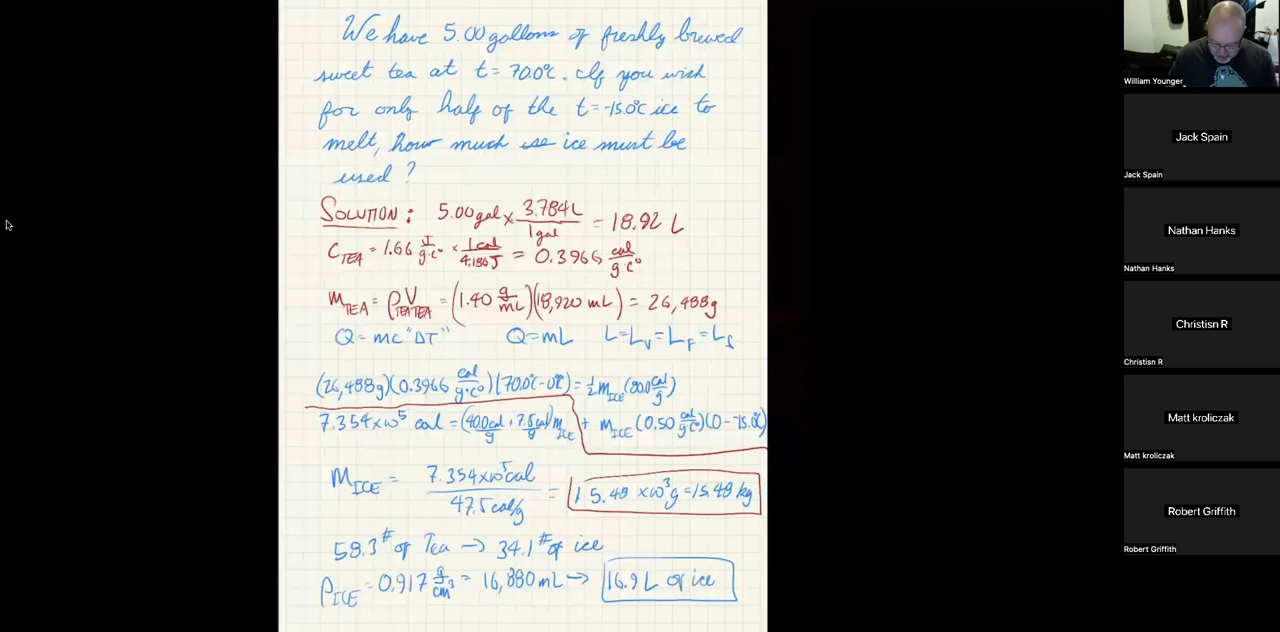 We have 5.00 gallons of freshly brewed
sweet tea at t = 70.0°C. If you wish
for only half of the t = -15.0°C ice to
melt, how much use ice must be
used?
SOLUTION: 5.00 gal × 3.784L / 1 gal = 18.92 L
C_TEA = 1.66 J/g·C° × 1 cal / 4.186J = 0.3966 cal/g·C°
M_TEA = ρ_TEA V_TEA = (1.40 g/mL)(18,920 mL) = 26,488g
Q = mc "ΔT" Q = mL L = L_V = L_F = L_f
(26,488g)(0.3966 cal/g·C°)(70.0°C - 0°C) = 1/2 m_ICE (80.0 cal/g)
+ m_ICE (0.50 cal/g·C°)(0 - -15.0°C)
7.354×10^5 cal = (40.0 cal/g + 7.5 cal/g) m_ICE
M_ICE = 7.354×10^5 cal / 47.5 cal/g = 15.48 ×10^3 g = 15.48 kg
58.3# of Tea → 34.1# of ice
ρ_ICE = 0.917 g/cm^3 = 16,880 mL → 16.9 L of ice
William Younger
Jack Spain
Jack Spain
Nathan Hanks
Nathan Hanks
Christisn R
Christisn R
Matt kroliczak
Matt kroliczak
Robert Griffith
Robert Griffith